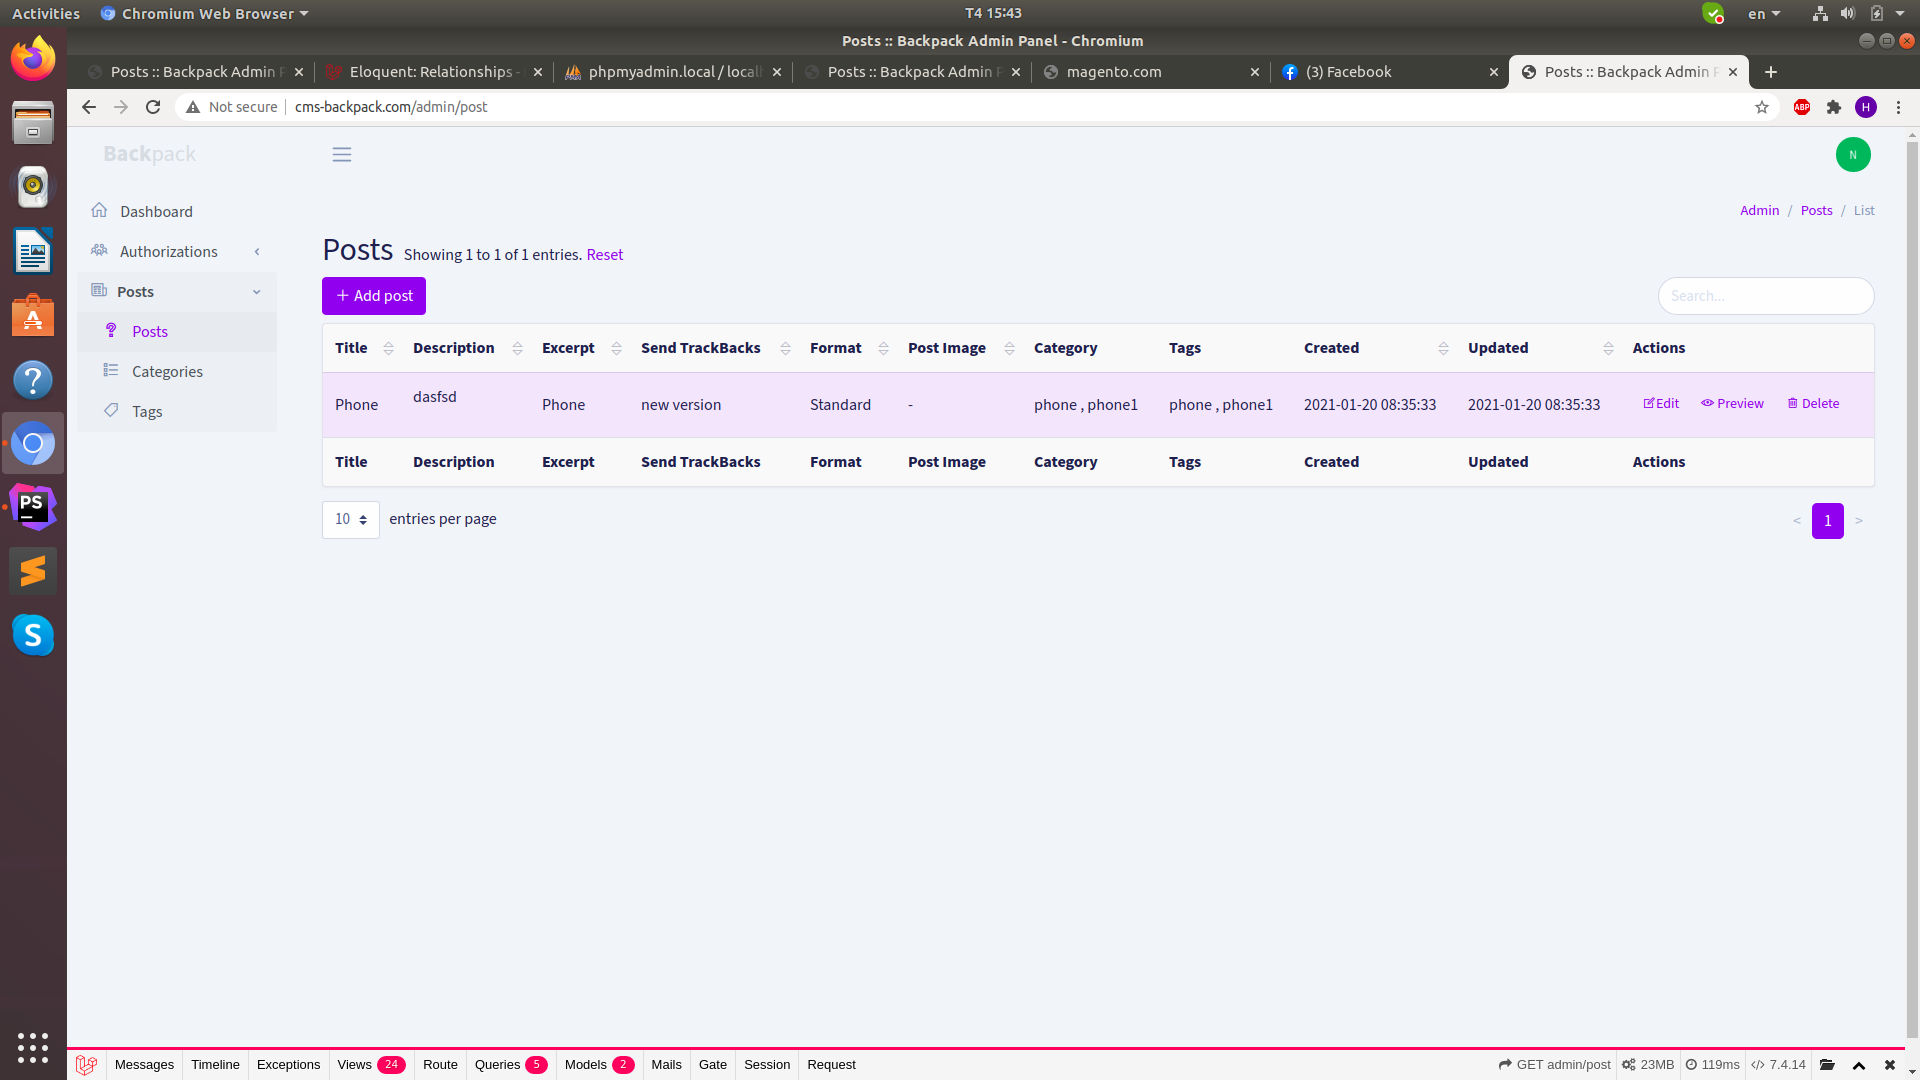 Activities Chromium Web Browser T4 15:43 en
Posts :: Backpack Admin Panel - Chromium
Posts :: Backpack Admin P Eloquent: Relationships - phpmyadmin.local / local Posts :: Backpack Admin P magento.com (3) Facebook Posts :: Backpack Admin P
Not secure cms-backpack.com/admin/post ABP H
Backpack N
Dashboard
Authorizations
Posts
Posts
Categories
Tags
Admin / Posts / List
Posts Showing 1 to 1 of 1 entries. Reset
+ Add post Search...
Title Description Excerpt Send TrackBacks Format Post Image Category Tags Created Updated Actions
Phone dasfsd Phone new version Standard - phone , phone1 phone , phone1 2021-01-20 08:35:33 2021-01-20 08:35:33 Edit Preview Delete
Title Description Excerpt Send TrackBacks Format Post Image Category Tags Created Updated Actions
10 entries per page < 1 >
PS
S
Messages Timeline Exceptions Views 24 Route Queries 5 Models 2 Mails Gate Session Request GET admin/post 23MB 119ms </> 7.4.14